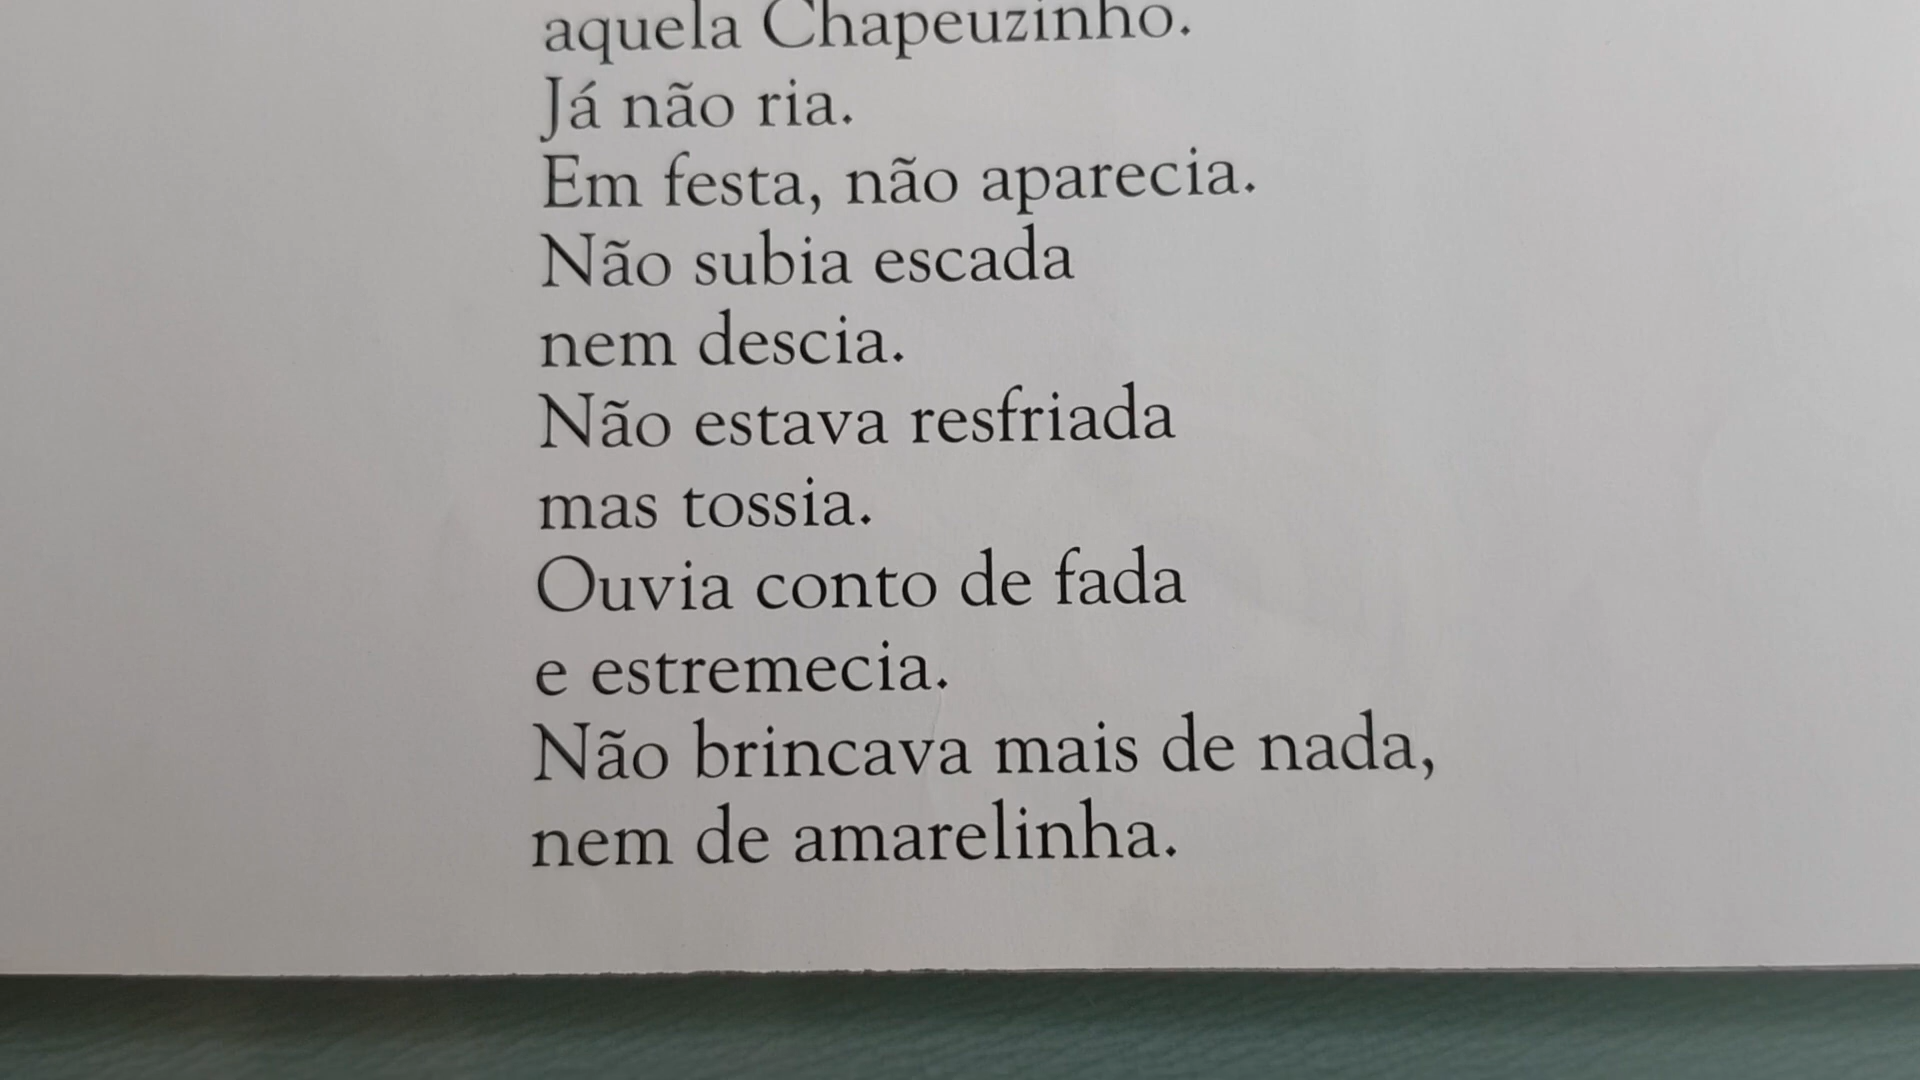 aquela Chapeuzinho.
Já não ria.
Em festa, não aparecia.
Não subia escada
nem descia.
Não estava resfriada
mas tossia.
Ouvia conto de fada
e estremecia.
Não brincava mais de nada,
nem de amarelinha.